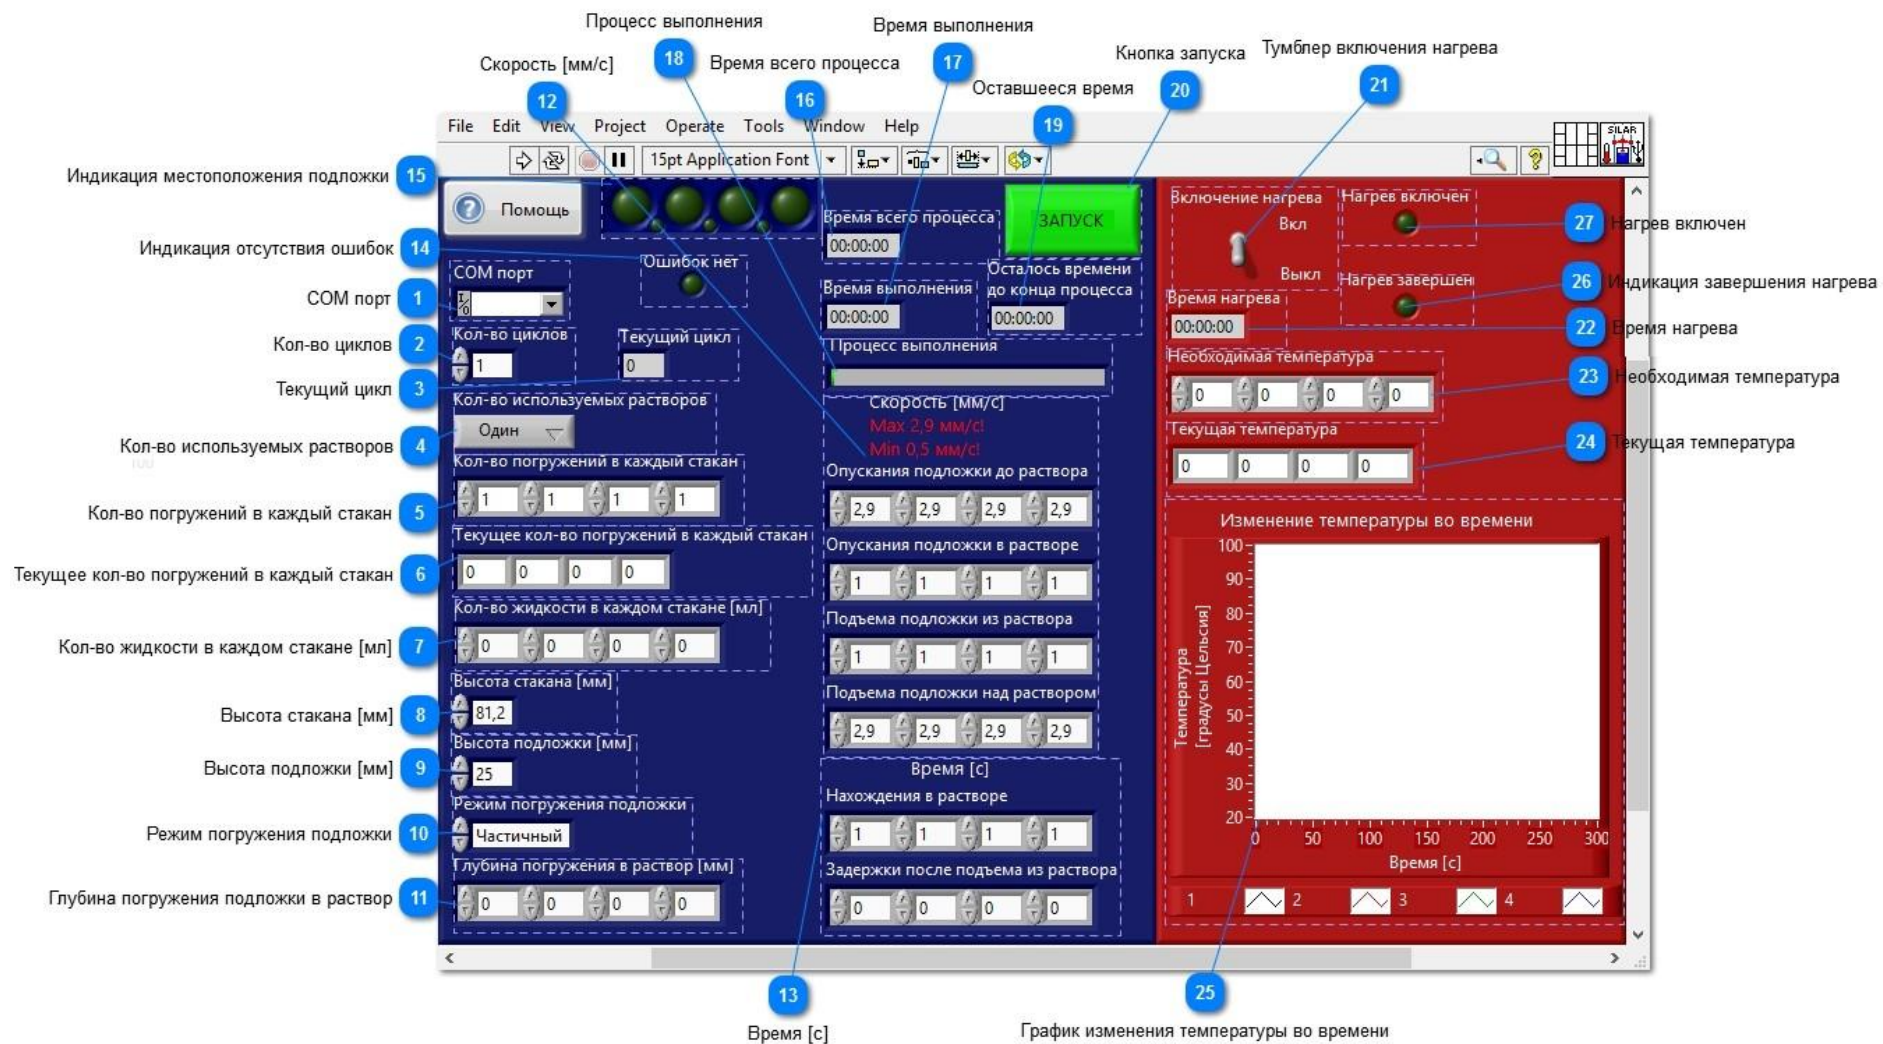 Процесс выполнения
Время выполнения
Скорость [мм/с]
18
Время всего процесса
17
Кнопка запуска
Тумблер включения нагрева
12
16
Оставшееся время
20
21
19
File Edit View Project Operate Tools Window Help
SILAR
15pt Application Font
Индикация местоположения подложки
15
Помощь
Время всего процесса
00:00:00
ЗАПУСК
Включение нагрева
Вкл
Выкл
Нагрев включен
27
Нагрев включен
Индикация отсутствия ошибок
14
Ошибок нет
Время выполнения
00:00:00
Осталось времени
до конца процесса
00:00:00
Нагрев завершен
26
Индикация завершения нагрева
COM порт
1
COM порт
I/O
Время нагрева
00:00:00
22
Время нагрева
Кол-во циклов
2
Кол-во циклов
1
Текущий цикл
3
Текущий цикл
0
Процесс выполнения
Необходимая температура
0 0 0 0
23
Необходимая температура
Кол-во используемых растворов
4
Кол-во используемых растворов
Один
Скорость [мм/с]
Max 2,9 мм/с!
Min 0,5 мм/с!
Текущая температура
0 0 0 0
24
Текущая температура
Кол-во погружений в каждый стакан
5
Кол-во погружений в каждый стакан
1 1 1 1
Опускания подложки до раствора
2,9 2,9 2,9 2,9
Текущее кол-во погружений в каждый стакан
6
Текущее кол-во погружений в каждый стакан
0 0 0 0
Опускания подложки в растворе
1 1 1 1
Кол-во жидкости в каждом стакане [мл]
7
Кол-во жидкости в каждом стакане [мл]
0 0 0 0
Подъема подложки из раствора
1 1 1 1
Высота стакана [мм]
8
Высота стакана [мм]
81,2
Подъема подложки над раствором
2,9 2,9 2,9 2,9
Высота подложки [мм]
9
Высота подложки [мм]
25
Время [с]
Нахождения в растворе
1 1 1 1
Режим погружения подложки
10
Режим погружения подложки
Частичный
Глубина погружения подложки в раствор
11
Глубина погружения в раствор [мм]
0 0 0 0
Задержки после подъема из раствора
0 0 0 0
Изменение температуры во времени
Температура
[градусы Цельсия]
100
90
80
70
60
50
40
30
20
0 50 100 150 200 250 300
Время [с]
1 2 3 4
13
Время [с]
25
График изменения температуры во времени